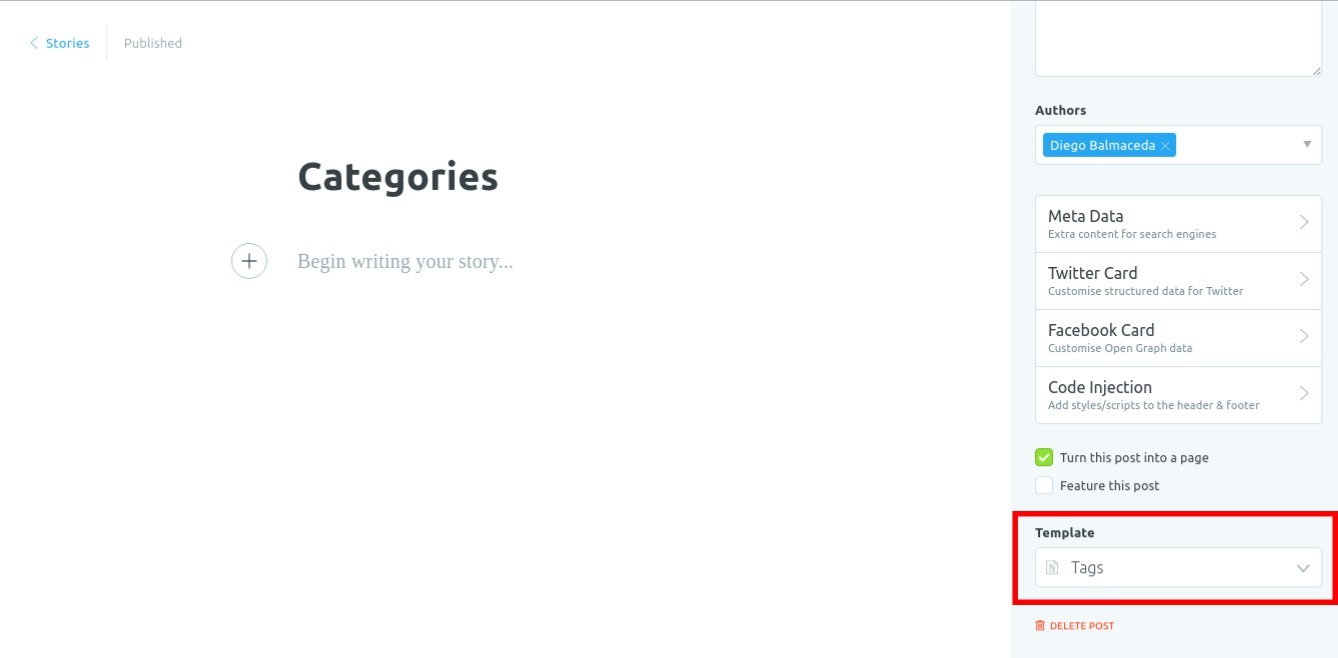 Stories
Published
Categories
Begin writing your story...
Authors
Diego Balmaceda
Meta Data
Extra content for search engines
Twitter Card
Customise structured data for Twitter
Facebook Card
Customise Open Graph data
Code Injection
Add styles/scripts to the header & footer
Turn this post into a page
Feature this post
Template
Tags
DELETE POST